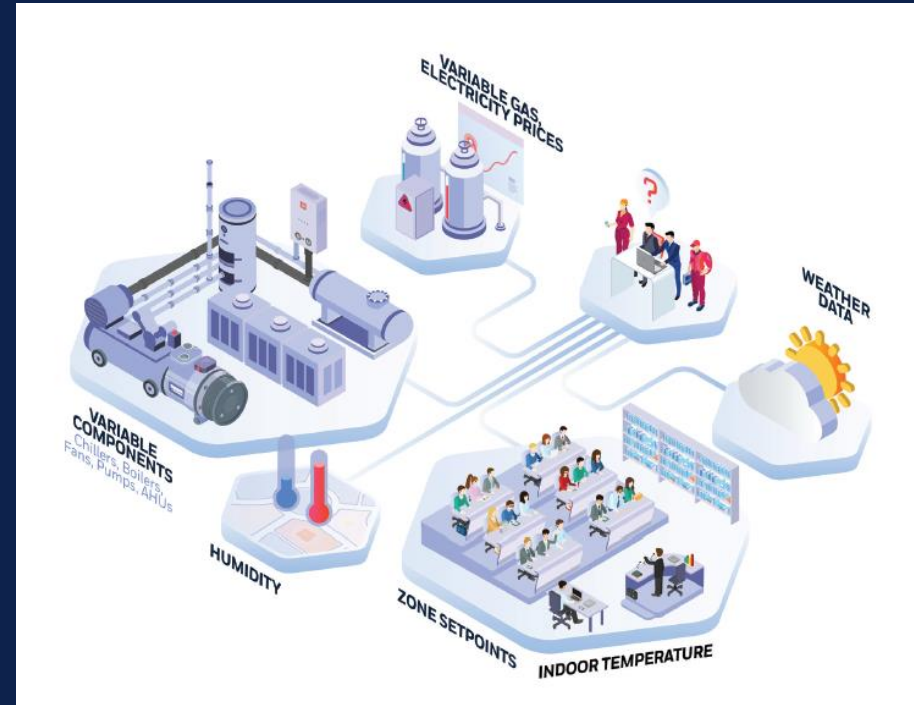 VARIABLE GAS,
ELECTRICITY PRICES
WEATHER
DATA
VARIABLE
COMPONENTS
Chillers, Boilers,
Fans, Pumps, AHUs
HUMIDITY
ZONE SETPOINTS
INDOOR TEMPERATURE
?